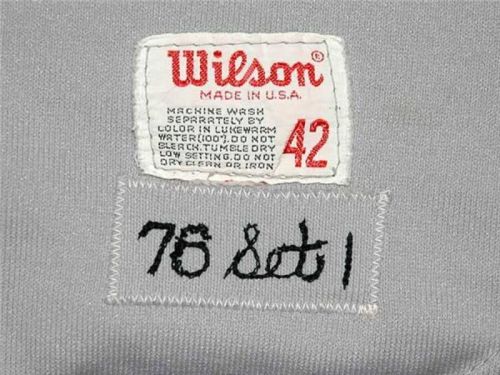 Wilson®
MADE IN U.S.A.
MACHINE WASH
SEPARATELY BY
COLOR IN LUKEWARM
WATER (100°). DO NOT
BLEACH. TUMBLE DRY
LOW SETTING. DO NOT
DRY CLEAN OR IRON
42
76 Set 1